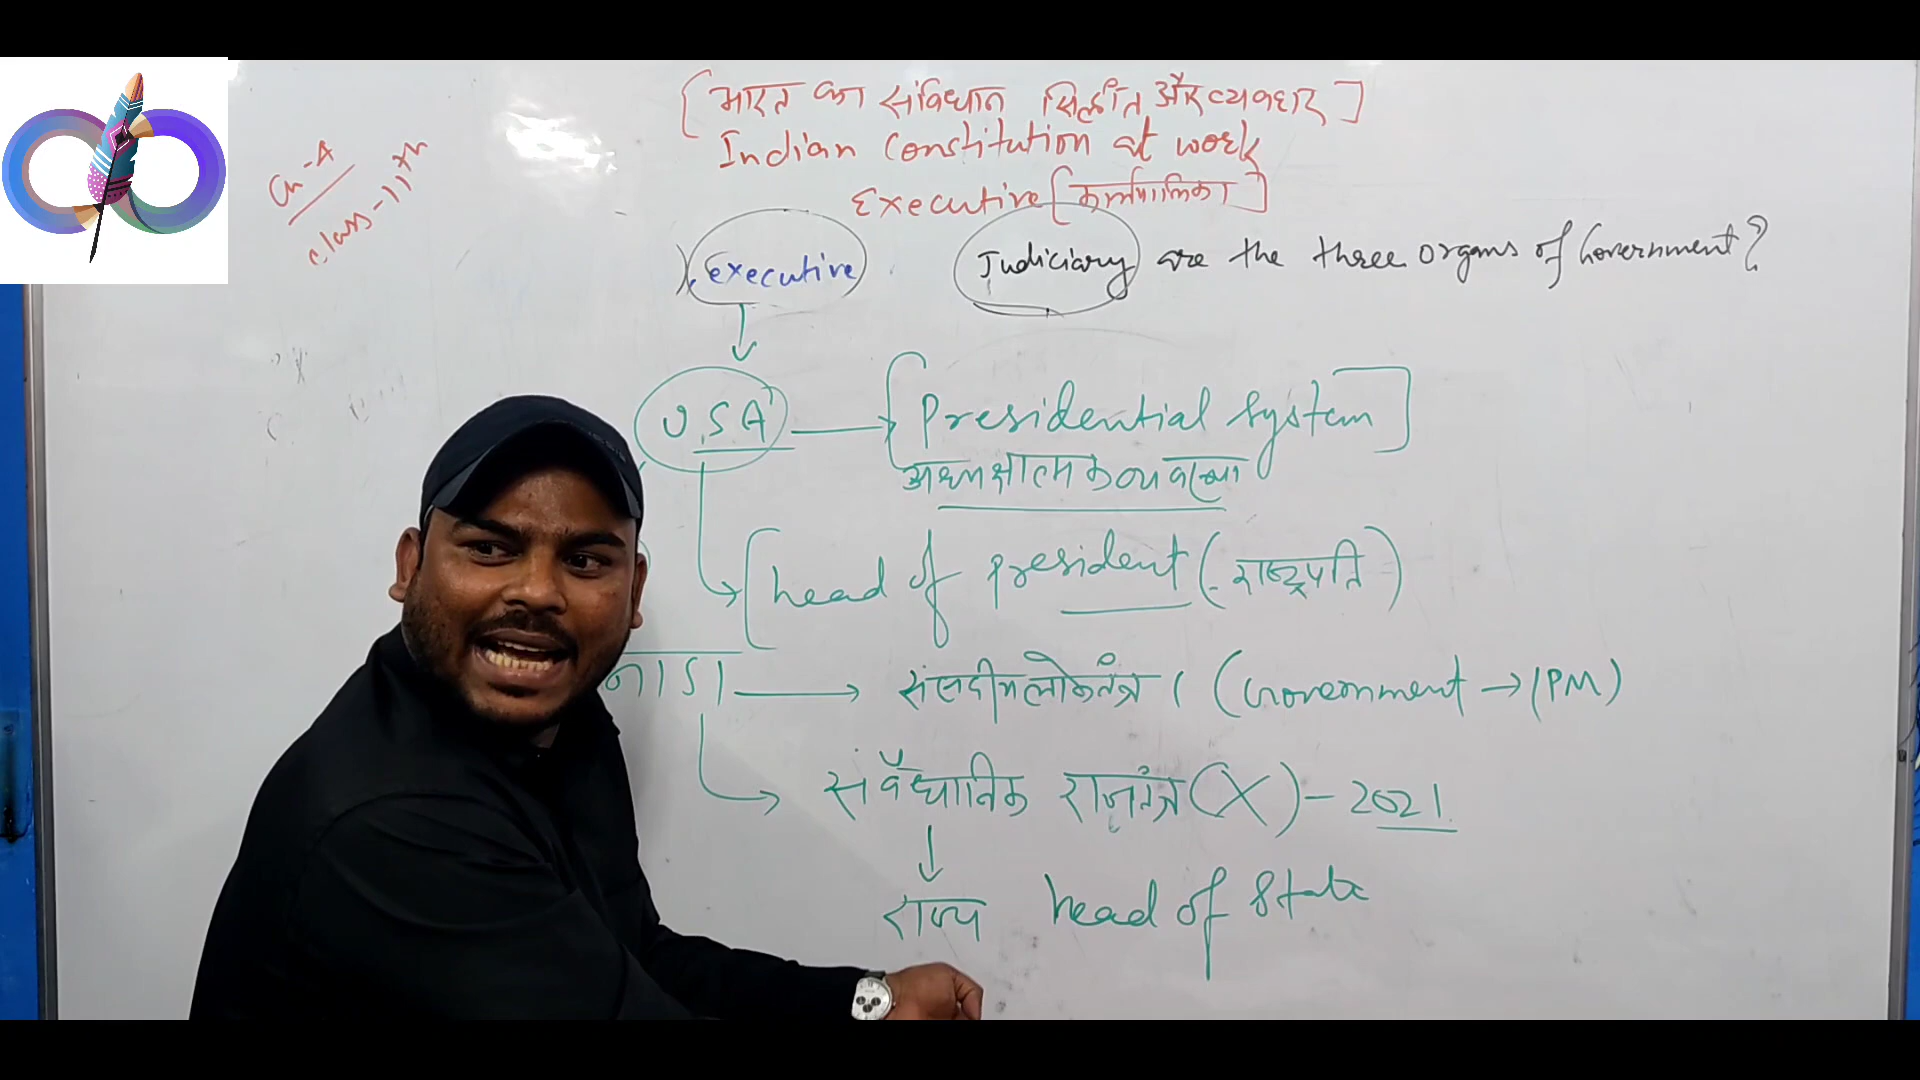 [भारत का संविधान सिद्धांत और व्यवहार]
Indian Constitution at work
Executive [कार्यपालिका]
Ch-4
class-11th
Executive Judiciary are the three organs of Government?
U.S.A → [Presidential System]
अध्यक्षात्मक व्यवस्था
[head of president (राष्ट्रपति)
नाडा → संसदीय लोकतंत्र । (Government → (PM)
संवैधानिक राजतंत्र (X) - 2021
राज्य head of State